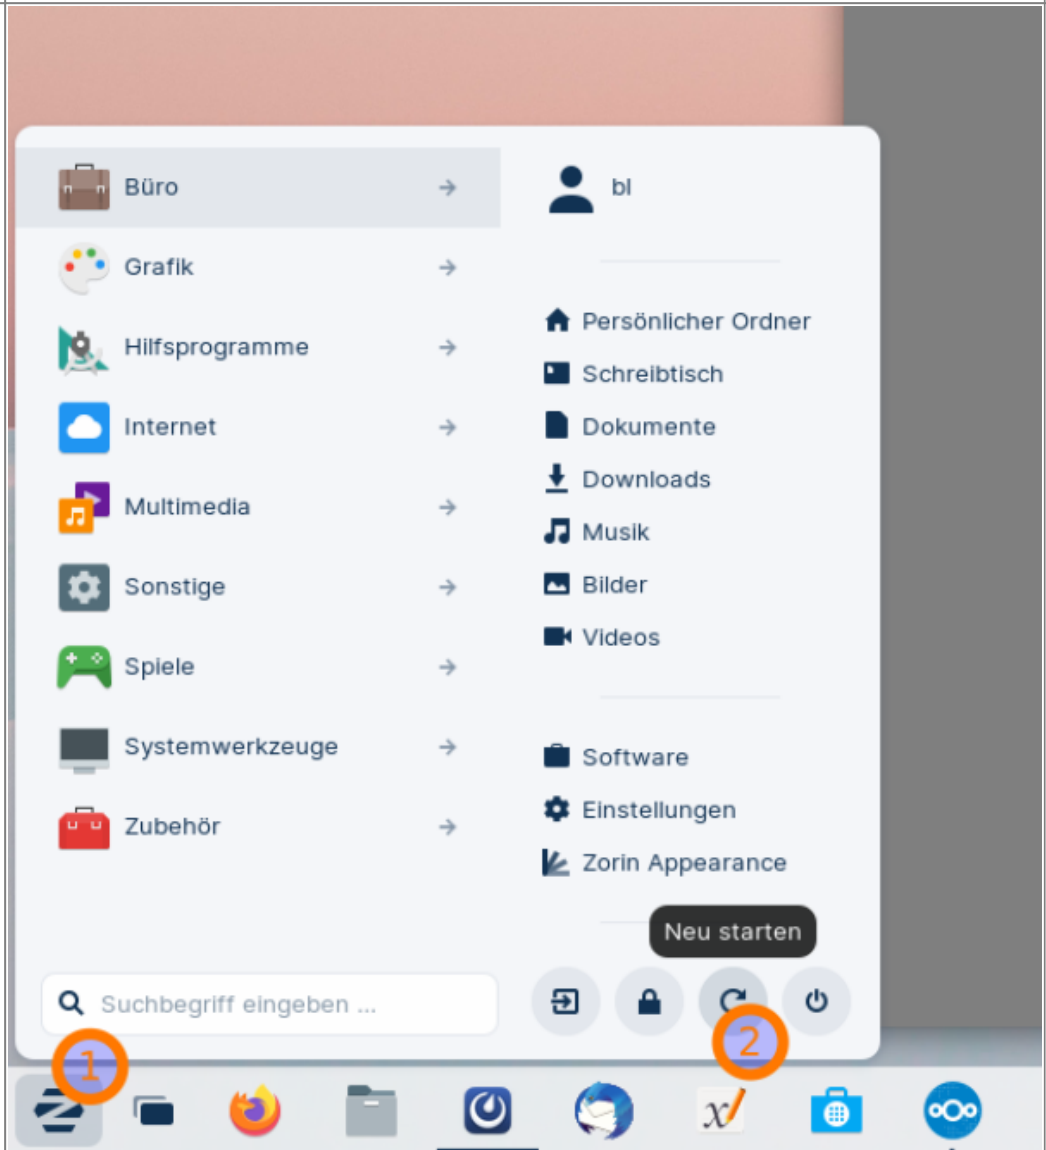 Büro
Grafik
Hilfsprogramme
Internet
Multimedia
Sonstige
Spiele
Systemwerkzeuge
Zubehör
Suchbegriff eingeben ...
bl
Persönlicher Ordner
Schreibtisch
Dokumente
Downloads
Musik
Bilder
Videos
Software
Einstellungen
Zorin Appearance
Neu starten
1
2